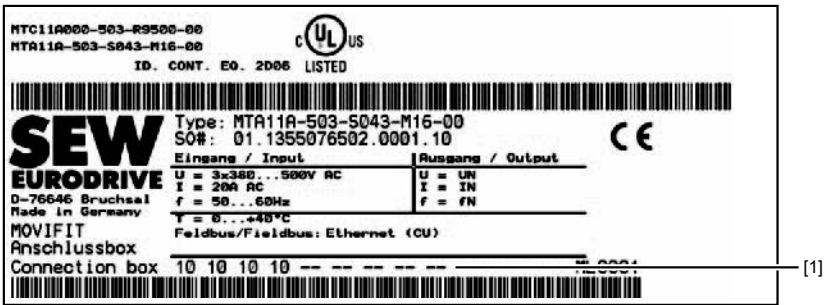 MTC11A000-503-R9500-00
MTA11A-503-S043-M16-00
ID. CONT. EQ. 2D06
C UL US
LISTED
Type: MTA11A-503-S043-M16-00
SO#: 01.1355076502.0001.10
CE
SEW
EURODRIVE
D-76646 Bruchsal
Made in Germany
Eingang / Input
Ausgang / Output
U = 3x380...500V AC
U = UN
I = 20A AC
I = IN
f = 50...60Hz
f = fN
T = 0...+40°C
Feldbus/Fieldbus: Ethernet (CU)
MOVIFIT
Anschlussbox
Connection box 10 10 10 10 -- -- -- -- -- --
[1]